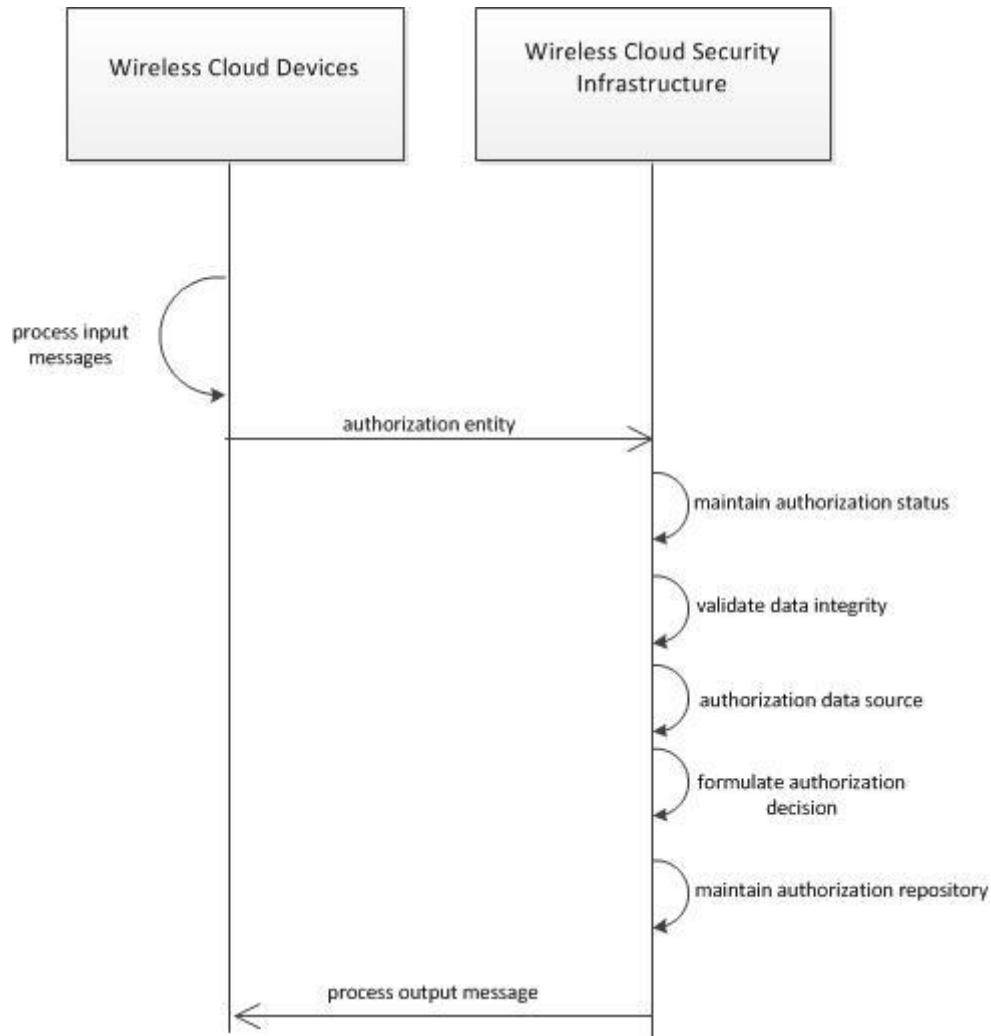 Wireless Cloud Devices
Wireless Cloud Security
Infrastructure
process input
messages
authorization entity
maintain authorization status
validate data integrity
authorization data source
formulate authorization
decision
maintain authorization repository
process output message